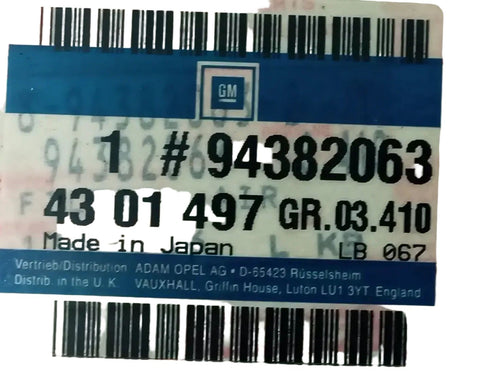 GM
1 # 94382063
43 01 497 GR.03.410
Made in Japan LB 067
Vertrieb/Distribution ADAM OPEL AG • D-65423 Rüsselsheim
Distrib. in the U.K. VAUXHALL, Griffin House, Luton LU1 3YT England